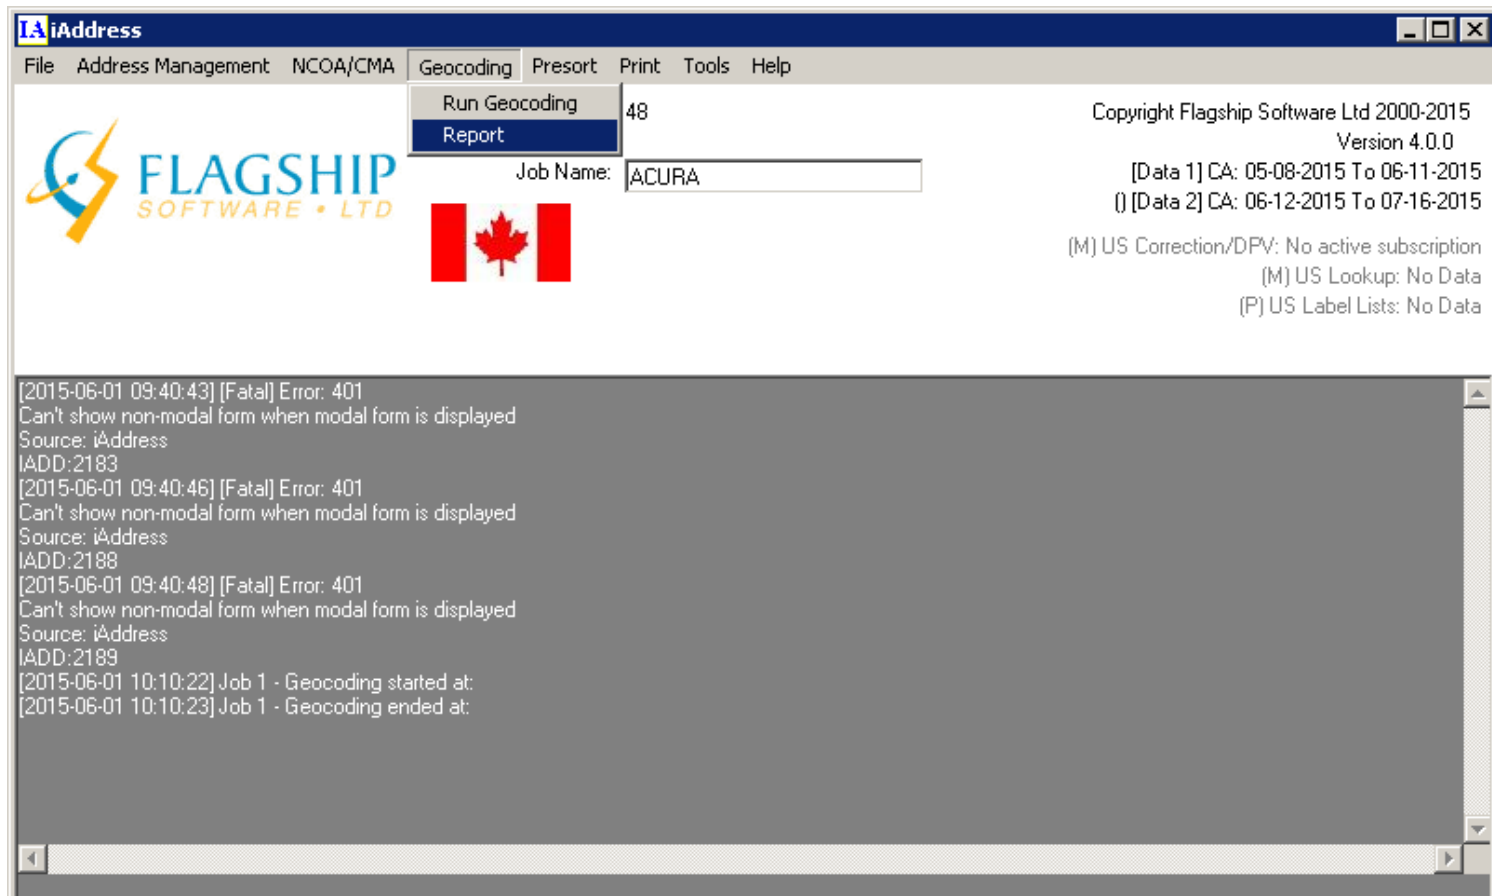 IA iAddress
File Address Management NCOA/CMA Geocoding Presort Print Tools Help
Run Geocoding
Report
48
Copyright Flagship Software Ltd 2000-2015
Version 4.0.0
FLAGSHIP
SOFTWARE • LTD
Job Name: ACURA
[Data 1] CA: 05-08-2015 To 06-11-2015
() [Data 2] CA: 06-12-2015 To 07-16-2015
(M) US Correction/DPV: No active subscription
(M) US Lookup: No Data
(P) US Label Lists: No Data
[2015-06-01 09:40:43] [Fatal] Error: 401
Can't show non-modal form when modal form is displayed
Source: iAddress
IADD:2183
[2015-06-01 09:40:46] [Fatal] Error: 401
Can't show non-modal form when modal form is displayed
Source: iAddress
IADD:2188
[2015-06-01 09:40:48] [Fatal] Error: 401
Can't show non-modal form when modal form is displayed
Source: iAddress
IADD:2189
[2015-06-01 10:10:22] Job 1 - Geocoding started at:
[2015-06-01 10:10:23] Job 1 - Geocoding ended at: